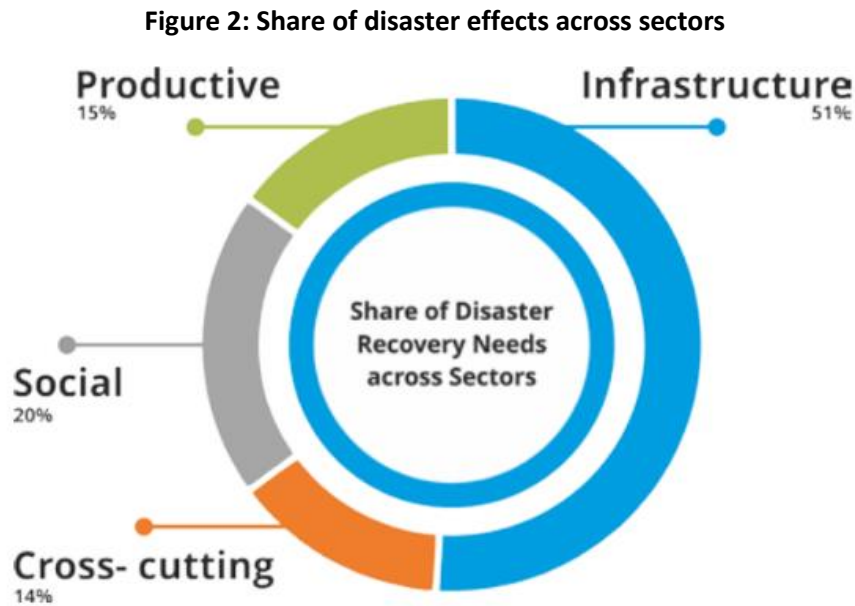 Figure 2: Share of disaster effects across sectors
Productive
15%
Infrastructure
51%
Share of Disaster
Recovery Needs
across Sectors
Social
20%
Cross- cutting
14%